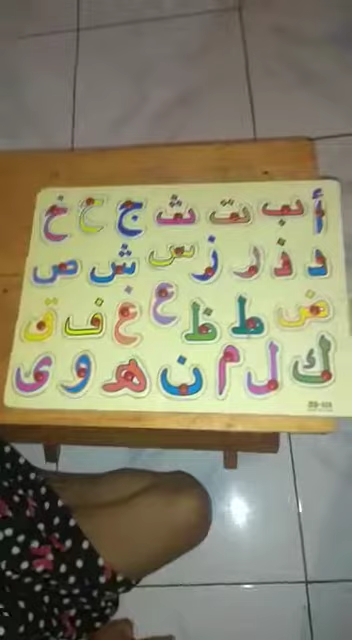 أ ب ت ث ج ح خ
د ذ ر ز س ش ص
ض ط ظ ع غ ف ق
ك ل م ن ه و ى